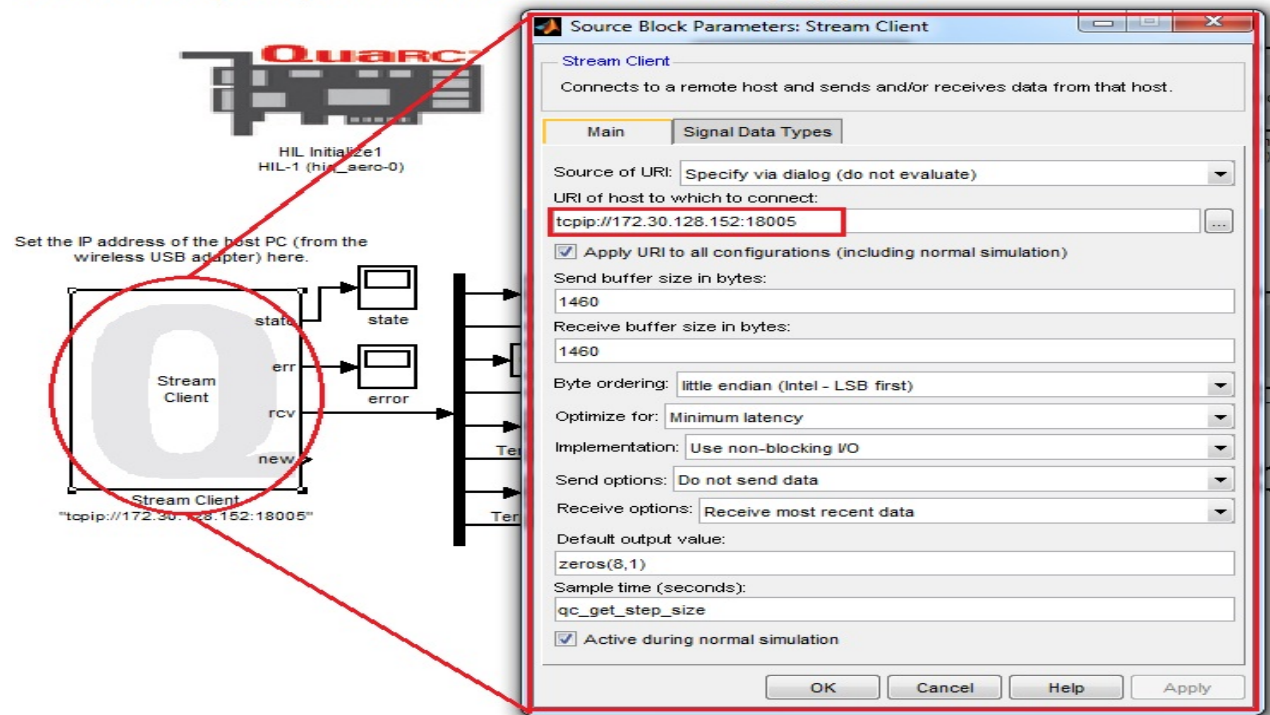 QUARC
HIL Initialize1
HIL-1 (hiq_aero-0)
Set the IP address of the host PC (from the
wireless USB adapter) here.
state
err
rcv
new
Stream
Client
state
error
Stream Client
"tcpip://172.30.128.152:18005"
Ter
Ter
Source Block Parameters: Stream Client
Stream Client
Connects to a remote host and sends and/or receives data from that host.
Main
Signal Data Types
Source of URI: Specify via dialog (do not evaluate)
URI of host to which to connect:
tcpip://172.30.128.152:18005
...
Apply URI to all configurations (including normal simulation)
Send buffer size in bytes:
1460
Receive buffer size in bytes:
1460
Byte ordering: little endian (Intel - LSB first)
Optimize for: Minimum latency
Implementation: Use non-blocking I/O
Send options: Do not send data
Receive options: Receive most recent data
Default output value:
zeros(8,1)
Sample time (seconds):
qc_get_step_size
Active during normal simulation
OK Cancel Help Apply